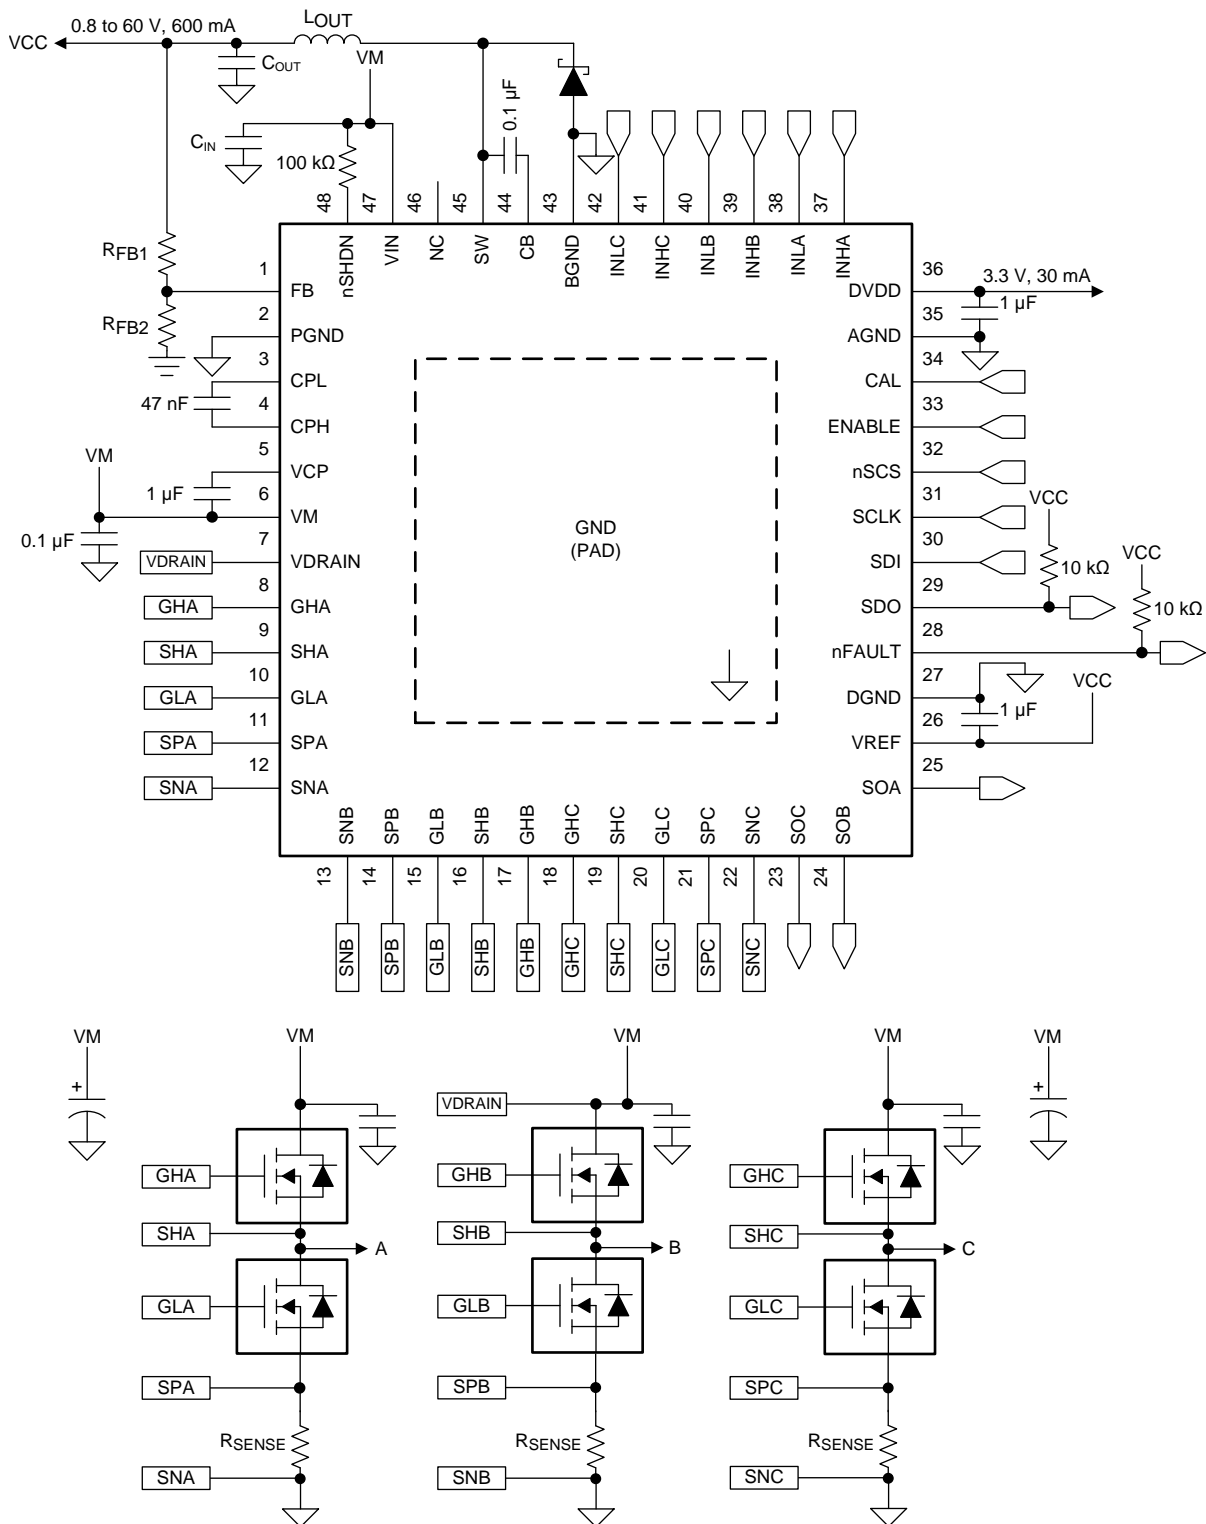 0.8 to 60 V, 600 mA
LOUT
VCC
VM
COUT
0.1 µF
CIN
100 kΩ
48
47
46
45
44
43
42
41
40
39
38
37
nSHDN
VIN
NC
SW
CB
BGND
INLC
INHC
INLB
INHB
INLA
INHA
RFB1
RFB2
1
FB
2
PGND
3
CPL
47 nF
4
CPH
5
VCP
VM
1 µF
6
VM
0.1 µF
7
VDRAIN
VDRAIN
8
GHA
GHA
9
SHA
SHA
10
GLA
GLA
11
SPA
SPA
12
SNA
SNA
GND
(PAD)
36
DVDD
3.3 V, 30 mA
1 µF
35
AGND
34
CAL
33
ENABLE
32
nSCS
31
SCLK
VCC
30
SDI
10 kΩ
VCC
29
SDO
10 kΩ
28
nFAULT
27
DGND
VCC
1 µF
26
VREF
25
SOA
SNB
SPB
GLB
SHB
GHB
GHC
SHC
GLC
SPC
SNC
SOC
SOB
13
14
15
16
17
18
19
20
21
22
23
24
SNB
SPB
GLB
SHB
GHB
GHC
SHC
GLC
SPC
SNC
VM
VM
VM
VM
VM
+
+
VDRAIN
GHA
GHB
GHC
SHA
SHB
SHC
A
B
C
GLA
GLB
GLC
SPA
SPB
SPC
RSENSE
RSENSE
RSENSE
SNA
SNB
SNC